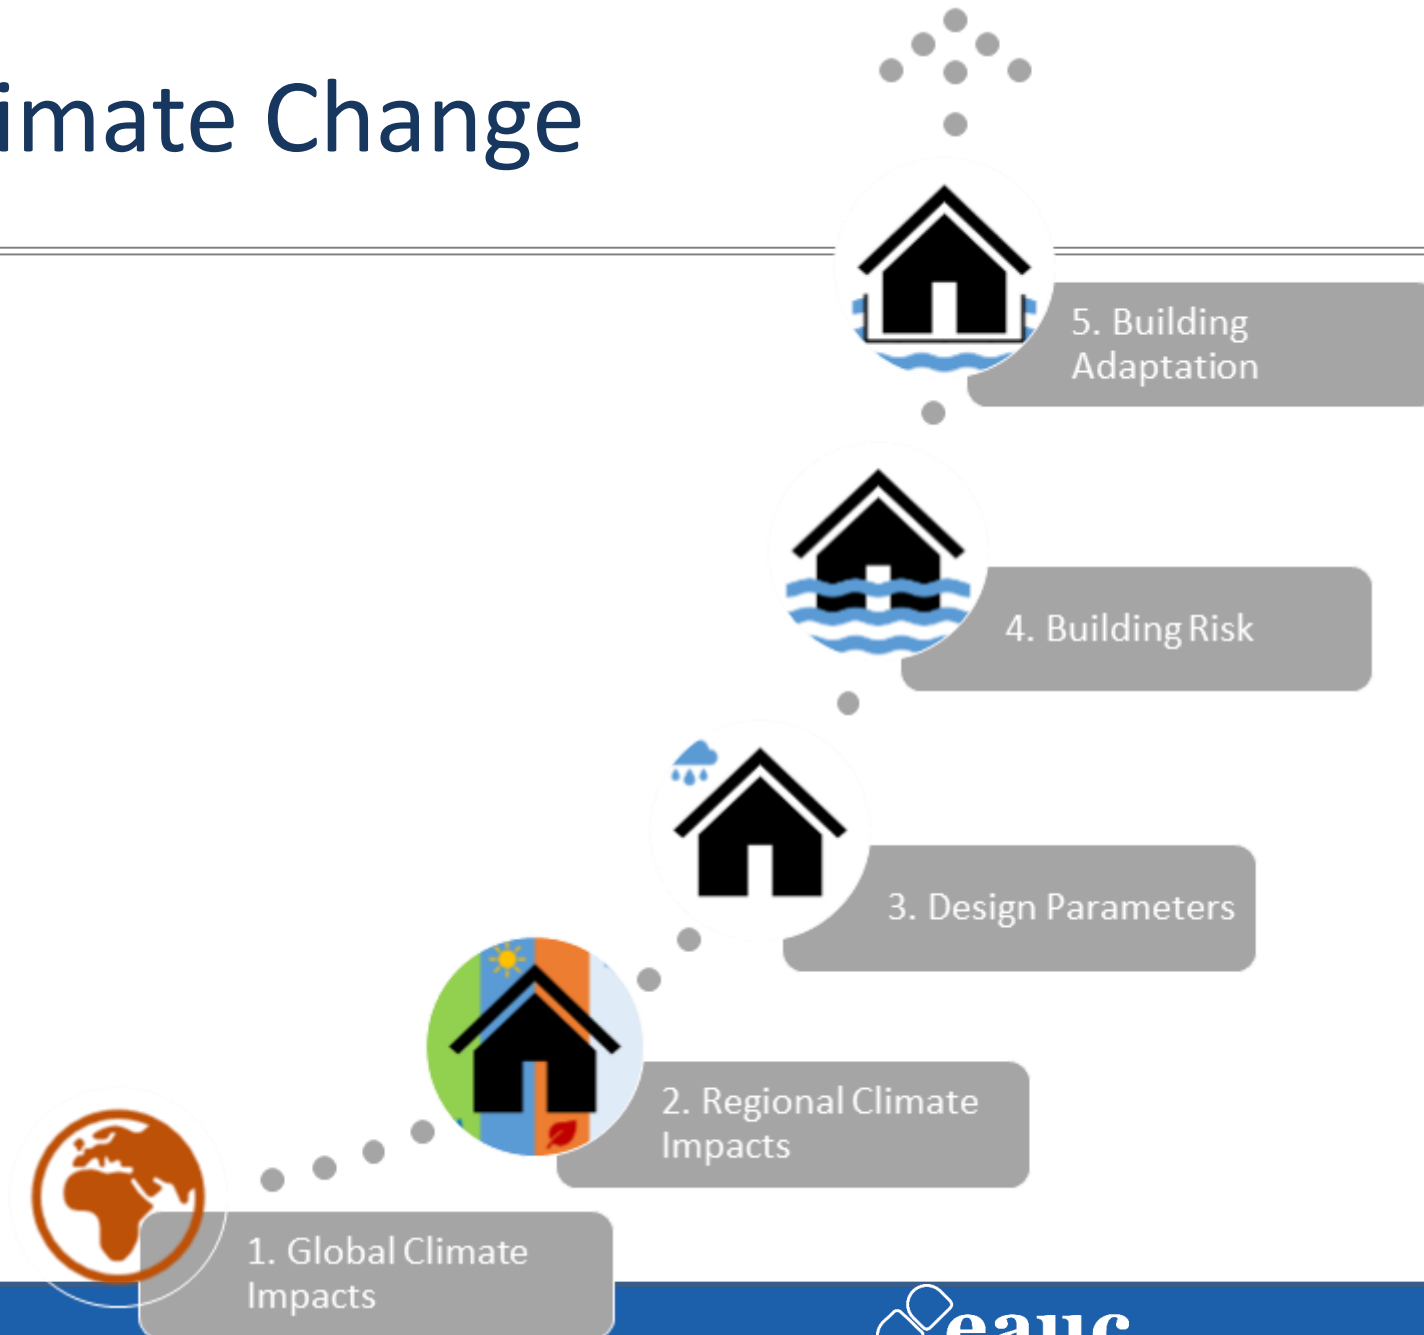 imate Change
5. Building
Adaptation
4. Building Risk
3. Design Parameters
2. Regional Climate
Impacts
1. Global Climate
Impacts
eauc